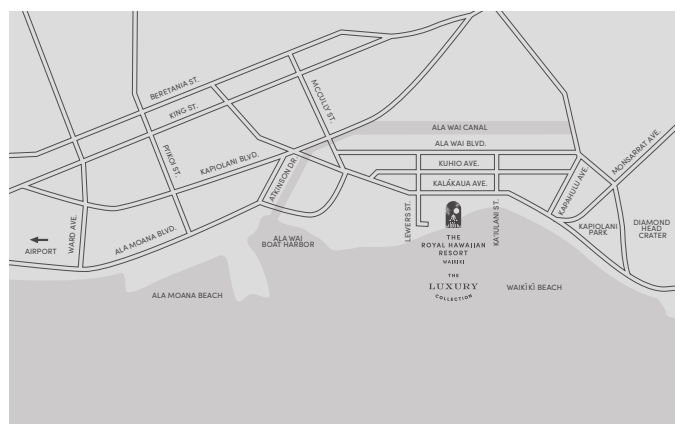 BERETANIA ST.
KING ST.
MCCULLY ST.
ALA WAI CANAL
ALA WAI BLVD.
PIIKOI ST.
KAPIOLANI BLVD.
ATKINSON DR.
KUHIO AVE.
KALĀKAUA AVE.
MONSARRAT AVE.
KAPAHULU AVE.
WARD AVE.
ALA MOANA BLVD.
LEWERS ST.
KA'IULANI ST.
AIRPORT
ALA WAI
BOAT HARBOR
KAPIOLANI
PARK
DIAMOND
HEAD
CRATER
THE
ROYAL HAWAIIAN
RESORT
WAIKIKI
THE
LUXURY
COLLECTION
ALA MOANA BEACH
WAIKĪKĪ BEACH